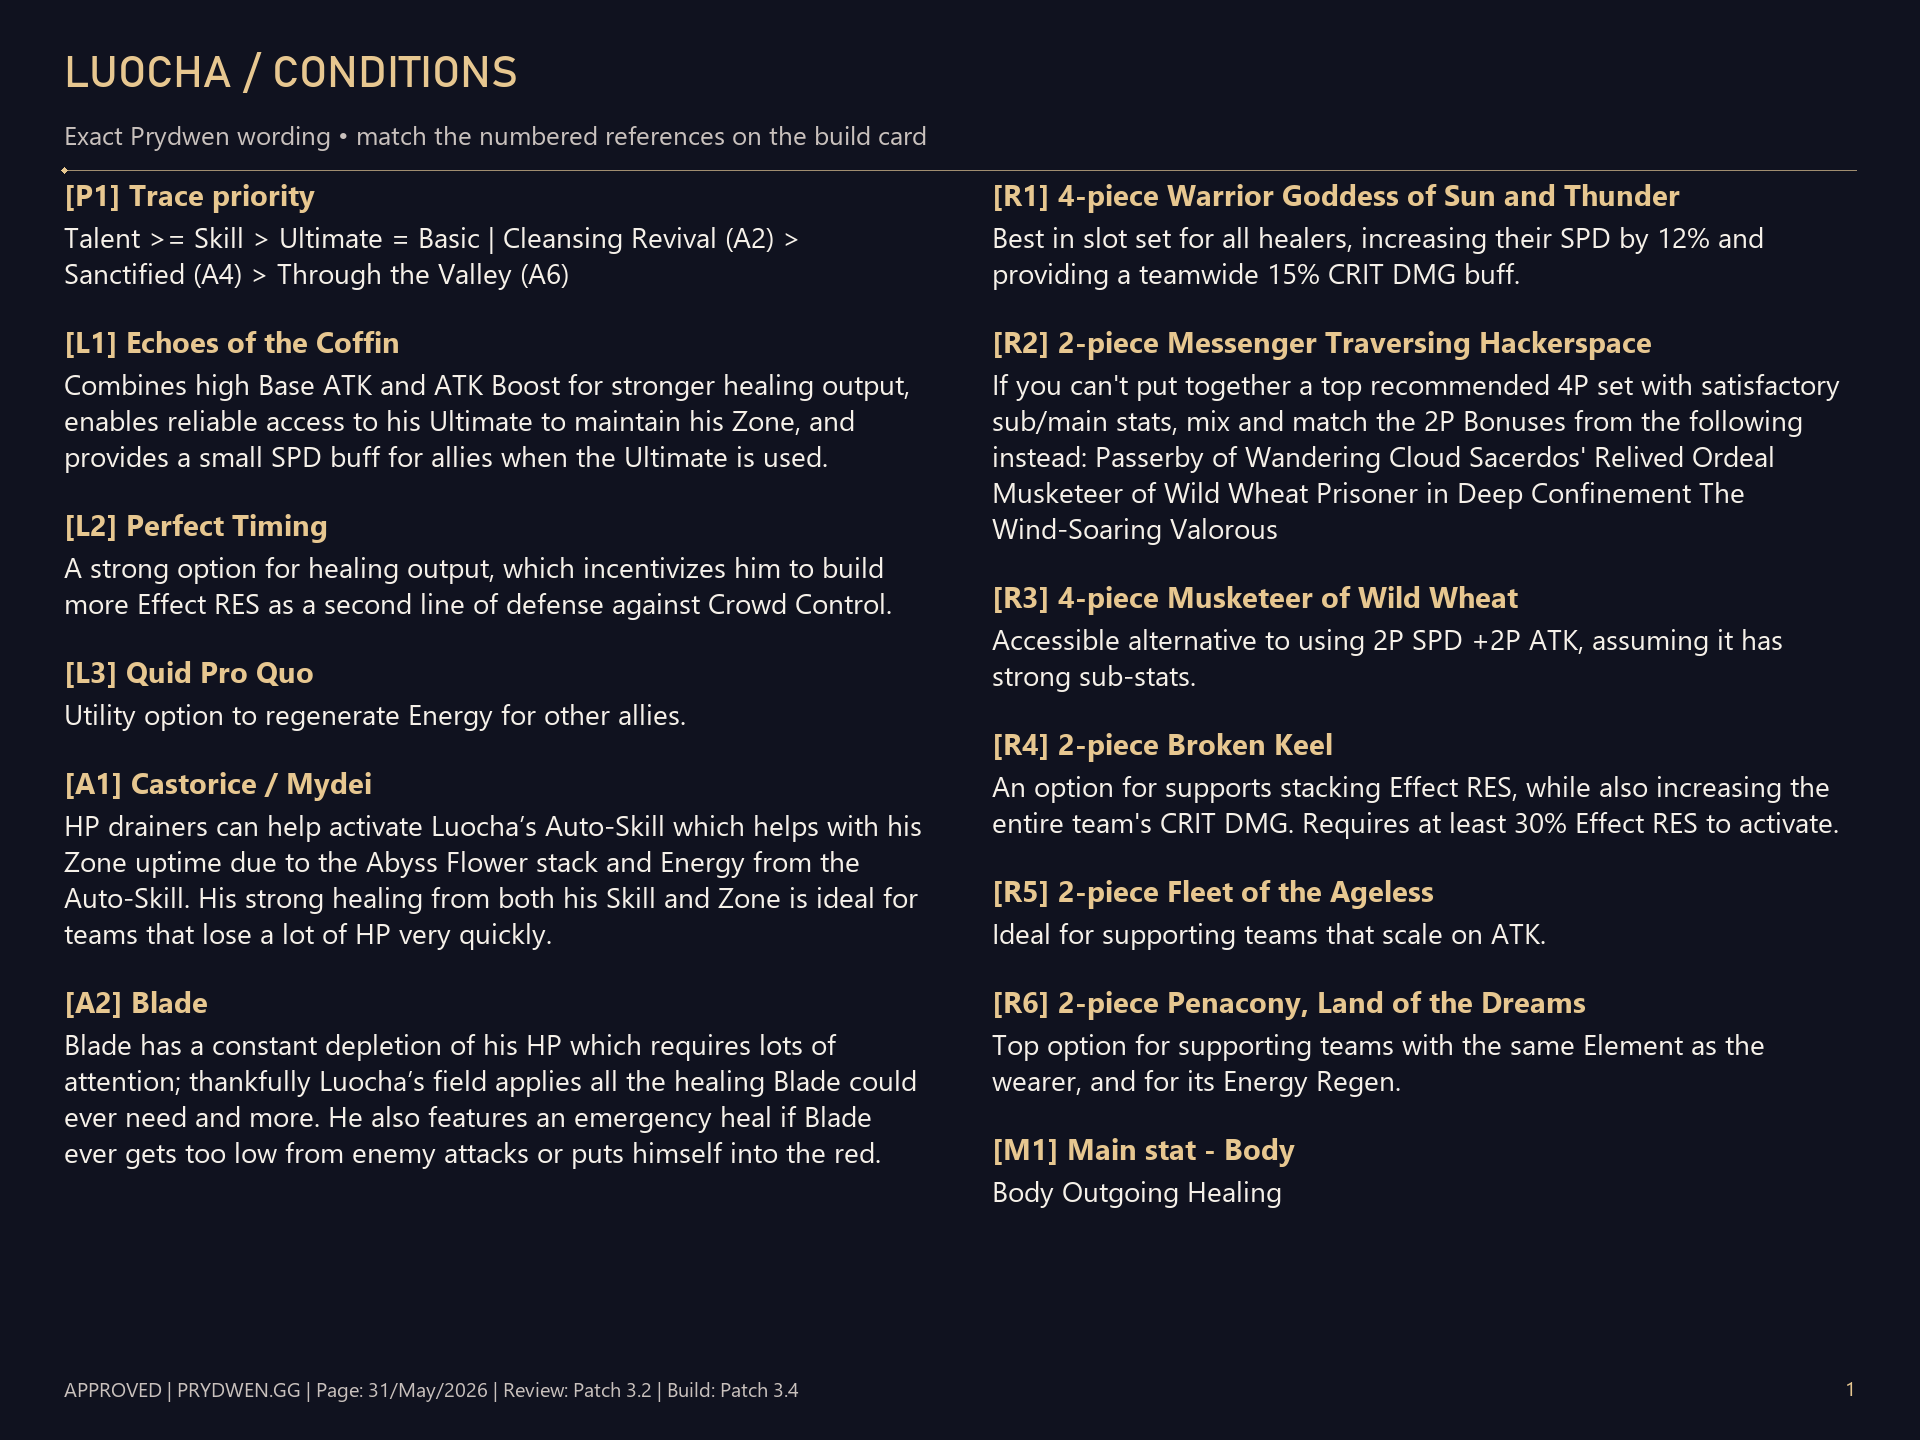 LUOCHA / CONDITIONS
Exact Prydwen wording • match the numbered references on the build card
[P1] Trace priority
Talent >= Skill > Ultimate = Basic | Cleansing Revival (A2) >
Sanctified (A4) > Through the Valley (A6)
[L1] Echoes of the Coffin
Combines high Base ATK and ATK Boost for stronger healing output,
enables reliable access to his Ultimate to maintain his Zone, and
provides a small SPD buff for allies when the Ultimate is used.
[L2] Perfect Timing
A strong option for healing output, which incentivizes him to build
more Effect RES as a second line of defense against Crowd Control.
[L3] Quid Pro Quo
Utility option to regenerate Energy for other allies.
[A1] Castorice / Mydei
HP drainers can help activate Luocha’s Auto-Skill which helps with his
Zone uptime due to the Abyss Flower stack and Energy from the
Auto-Skill. His strong healing from both his Skill and Zone is ideal for
teams that lose a lot of HP very quickly.
[A2] Blade
Blade has a constant depletion of his HP which requires lots of
attention; thankfully Luocha’s field applies all the healing Blade could
ever need and more. He also features an emergency heal if Blade
ever gets too low from enemy attacks or puts himself into the red.
[R1] 4-piece Warrior Goddess of Sun and Thunder
Best in slot set for all healers, increasing their SPD by 12% and
providing a teamwide 15% CRIT DMG buff.
[R2] 2-piece Messenger Traversing Hackerspace
If you can't put together a top recommended 4P set with satisfactory
sub/main stats, mix and match the 2P Bonuses from the following
instead: Passerby of Wandering Cloud Sacerdos' Relived Ordeal
Musketeer of Wild Wheat Prisoner in Deep Confinement The
Wind-Soaring Valorous
[R3] 4-piece Musketeer of Wild Wheat
Accessible alternative to using 2P SPD +2P ATK, assuming it has
strong sub-stats.
[R4] 2-piece Broken Keel
An option for supports stacking Effect RES, while also increasing the
entire team's CRIT DMG. Requires at least 30% Effect RES to activate.
[R5] 2-piece Fleet of the Ageless
Ideal for supporting teams that scale on ATK.
[R6] 2-piece Penacony, Land of the Dreams
Top option for supporting teams with the same Element as the
wearer, and for its Energy Regen.
[M1] Main stat - Body
Body Outgoing Healing
APPROVED | PRYDWEN.GG | Page: 31/May/2026 | Review: Patch 3.2 | Build: Patch 3.4
1